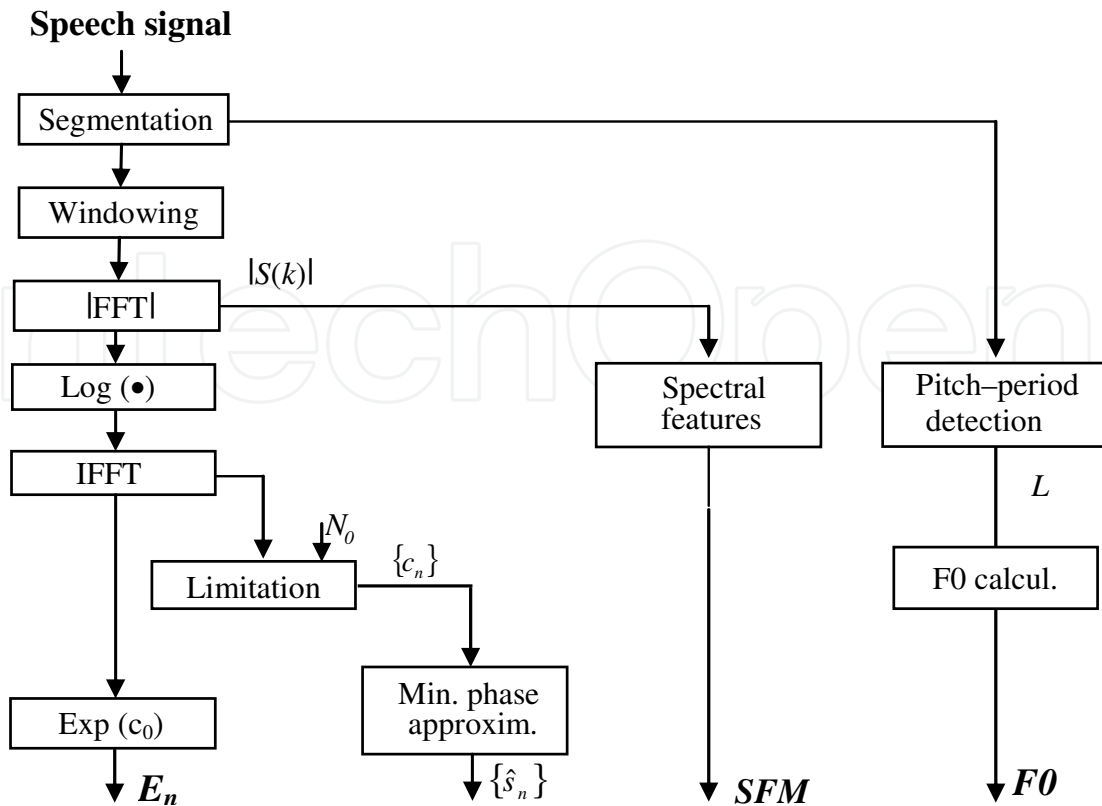 Speech signal
Segmentation
Windowing
|S(k)|
|FFT|
Log (●)
Spectral
features
Pitch–period
detection
IFFT
L
N₀
{cₙ}
Limitation
F0 calcul.
Min. phase
approxim.
Exp (c₀)
Eₙ
{ŝₙ}
SFM
F0
IntechOpen